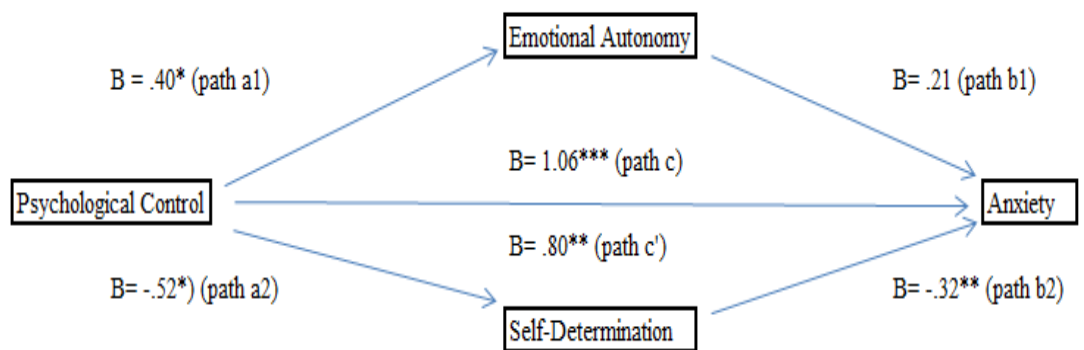 Emotional Autonomy
B = .40* (path a1)
B= .21 (path b1)
B= 1.06*** (path c)
Psychological Control
Anxiety
B= .80** (path c')
B= -.52*) (path a2)
B= -.32** (path b2)
Self-Determination